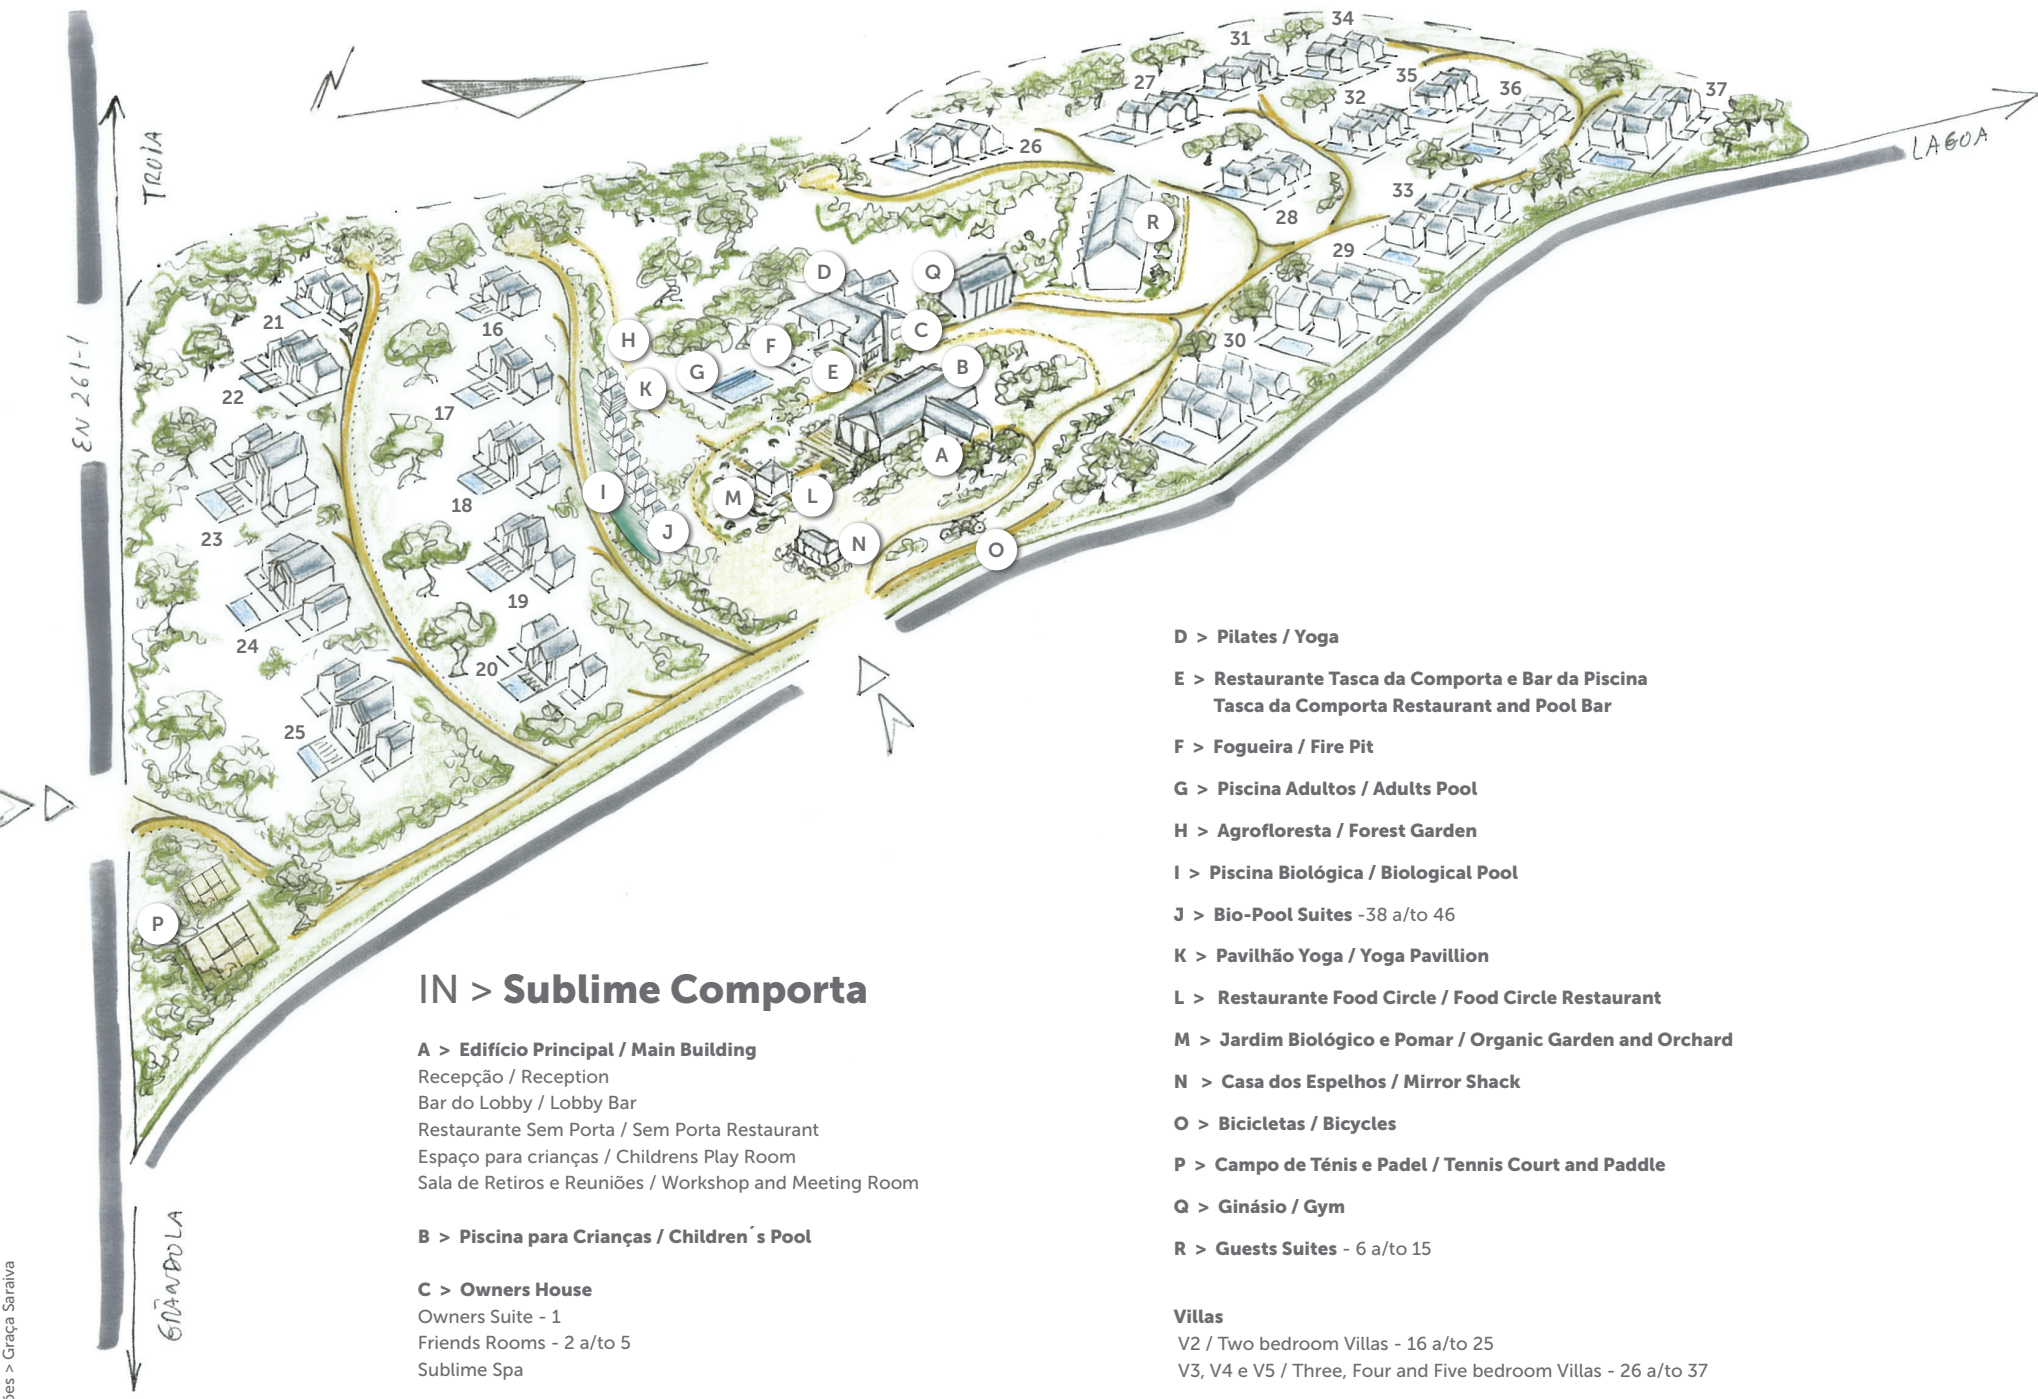 34
31
37
27
35
36
32
26
N
LAGOA
TROIA
33
R
28
D
Q
29
21
16
H
F
C
30
EN 261-1
G
E
B
22
K
17
A
18
I
M
L
23
J
N
O
19
24
20
25
P
IN > Sublime Comporta
A > Edifício Principal / Main Building
Recepção / Reception
Bar do Lobby / Lobby Bar
Restaurante Sem Porta / Sem Porta Restaurant
Espaço para crianças / Childrens Play Room
Sala de Retiros e Reuniões / Workshop and Meeting Room
B > Piscina para Crianças / Children´s Pool
C > Owners House
Owners Suite - 1
Friends Rooms - 2 a/to 5
Sublime Spa
D > Pilates / Yoga
E > Restaurante Tasca da Comporta e Bar da Piscina
Tasca da Comporta Restaurant and Pool Bar
F > Fogueira / Fire Pit
G > Piscina Adultos / Adults Pool
H > Agrofloresta / Forest Garden
I > Piscina Biológica / Biological Pool
J > Bio-Pool Suites -38 a/to 46
K > Pavilhão Yoga / Yoga Pavillion
L > Restaurante Food Circle / Food Circle Restaurant
M > Jardim Biológico e Pomar / Organic Garden and Orchard
N > Casa dos Espelhos / Mirror Shack
O > Bicicletas / Bicycles
P > Campo de Ténis e Padel / Tennis Court and Paddle
Q > Ginásio / Gym
R > Guests Suites - 6 a/to 15
Villas
V2 / Two bedroom Villas - 16 a/to 25
V3, V4 e V5 / Three, Four and Five bedroom Villas - 26 a/to 37
GRÂNDOLA
> Graça Saraiva